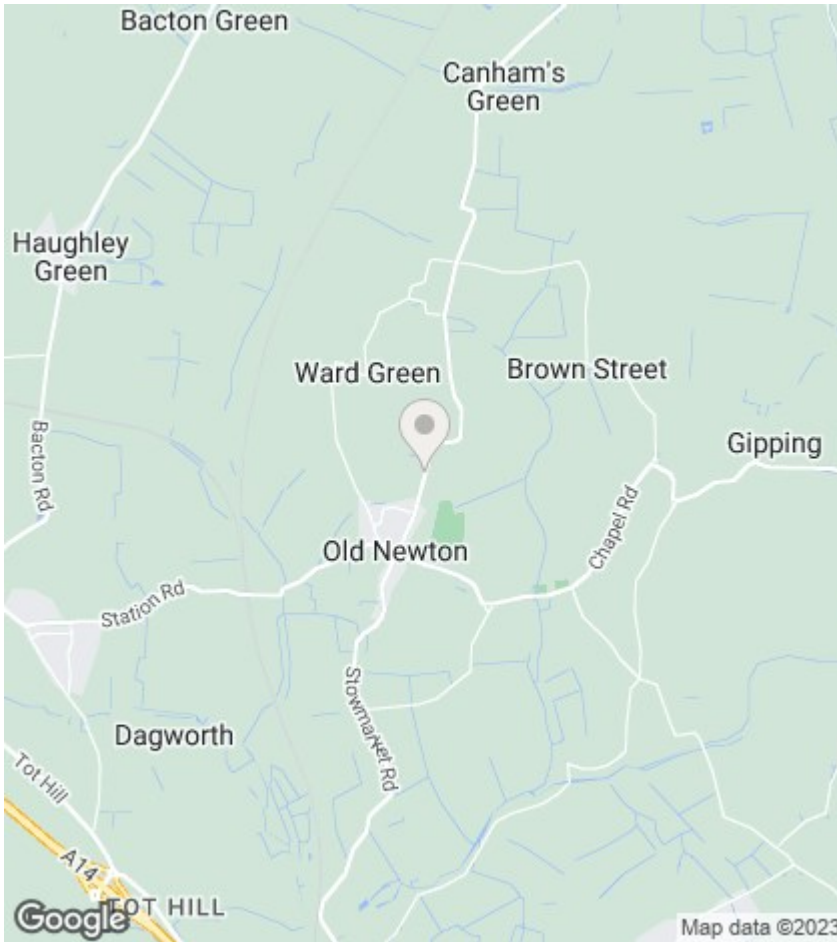 Bacton Green
Canham's
Green
Haughley
Green
Ward Green
Brown Street
Gipping
Bacton Rd
Chapel Rd
Old Newton
Station Rd
Stowmarket Rd
Dagworth
Tot Hill
A14
TOT HILL
Google
Map data ©2023